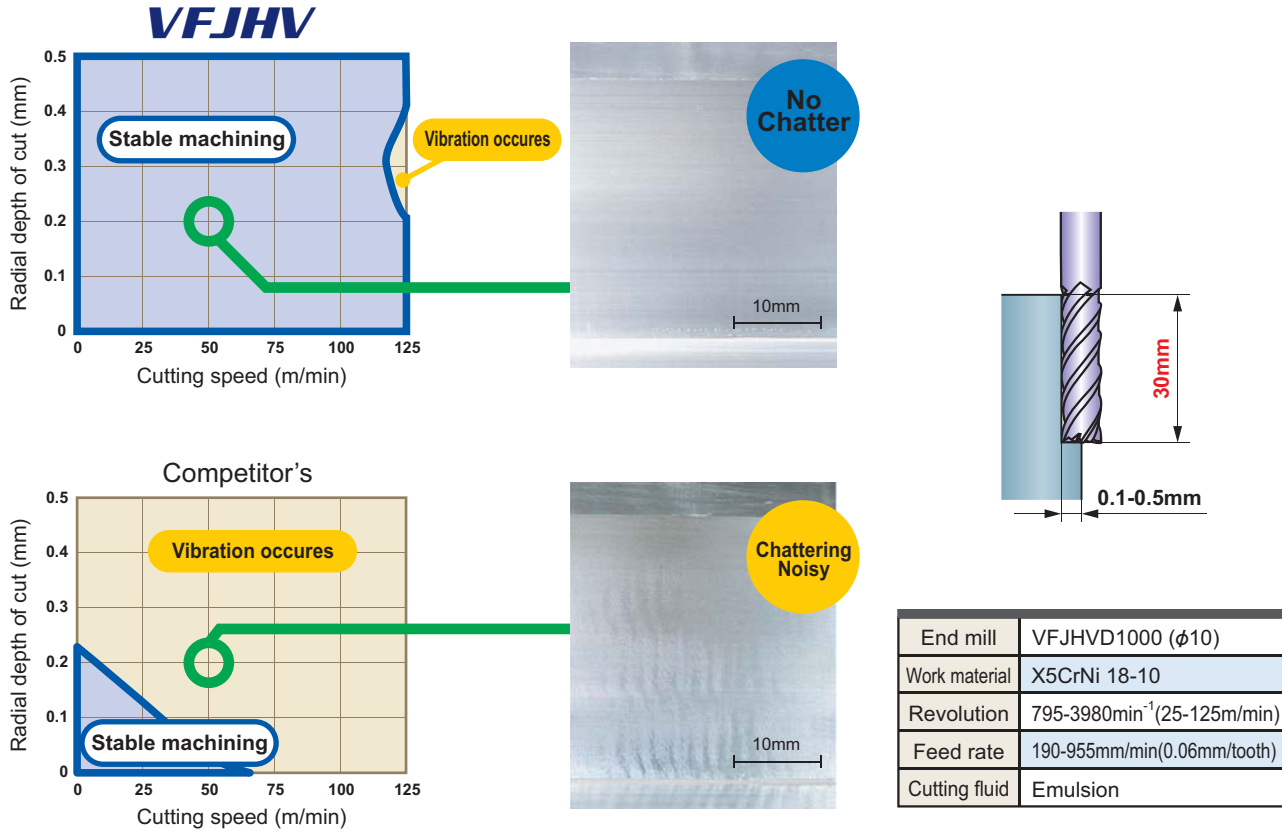 VFJHV
0.5
0.4
0.3
0.2
0.1
0
Radial depth of cut (mm)
Stable machining
Vibration occures
0 25 50 75 100 125
Cutting speed (m/min)
No
Chatter
10mm
30mm
0.1-0.5mm
Competitor’s
0.5
0.4
0.3
0.2
0.1
0
Radial depth of cut (mm)
Vibration occures
Stable machining
0 25 50 75 100 125
Cutting speed (m/min)
Chattering
Noisy
10mm
End mill VFJHVD1000 (ϕ10)
Work material X5CrNi 18-10
Revolution 795-3980min⁻¹(25-125m/min)
Feed rate 190-955mm/min(0.06mm/tooth)
Cutting fluid Emulsion